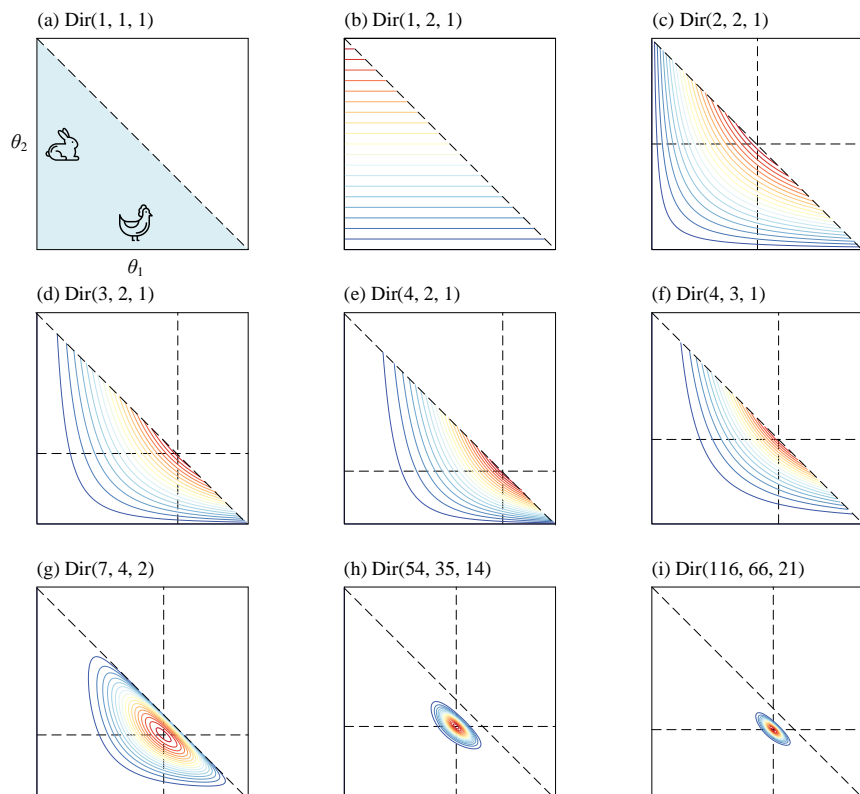 (a) Dir(1, 1, 1)
(b) Dir(1, 2, 1)
(c) Dir(2, 2, 1)
θ2
θ1
(d) Dir(3, 2, 1)
(e) Dir(4, 2, 1)
(f) Dir(4, 3, 1)
(g) Dir(7, 4, 2)
(h) Dir(54, 35, 14)
(i) Dir(116, 66, 21)